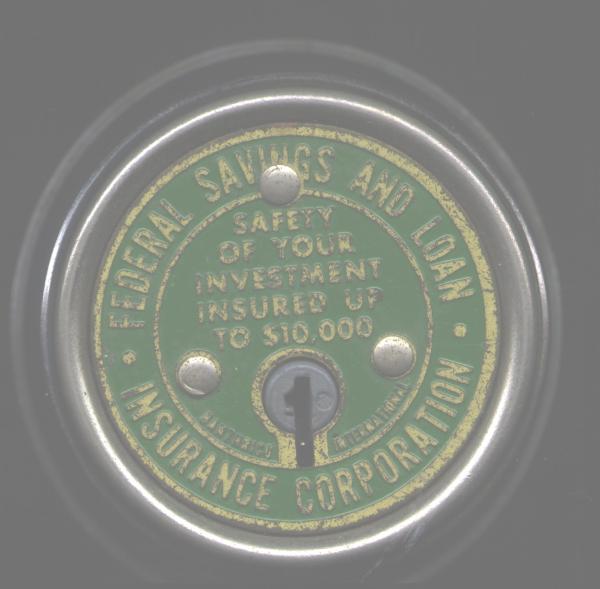 FEDERAL SAVINGS AND LOAN
INSURANCE CORPORATION
SAFETY
OF YOUR
INVESTMENT
INSURED UP
TO $10,000
INTERNATIONAL